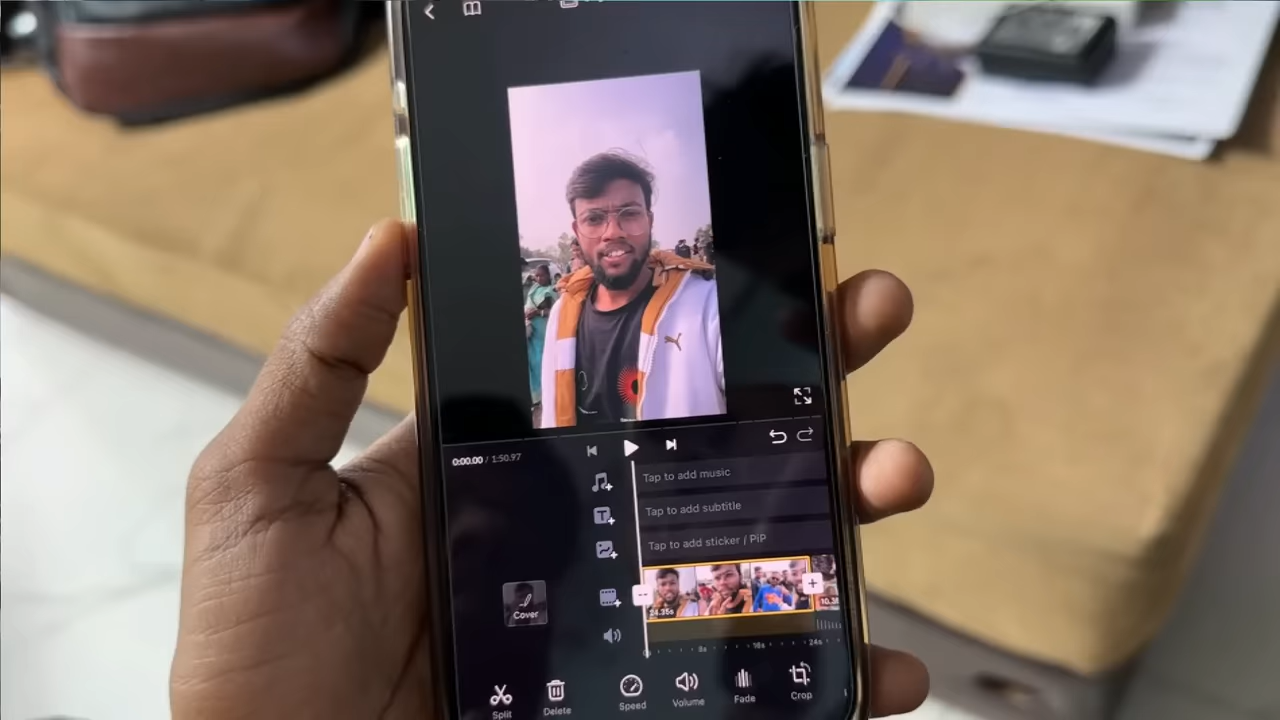 0:00.00 / 1:50.97
Tap to add music
Tap to add subtitle
Tap to add sticker / PiP
Cover
24.35s
8s 16s 24s
Split Delete Speed Volume Fade Crop